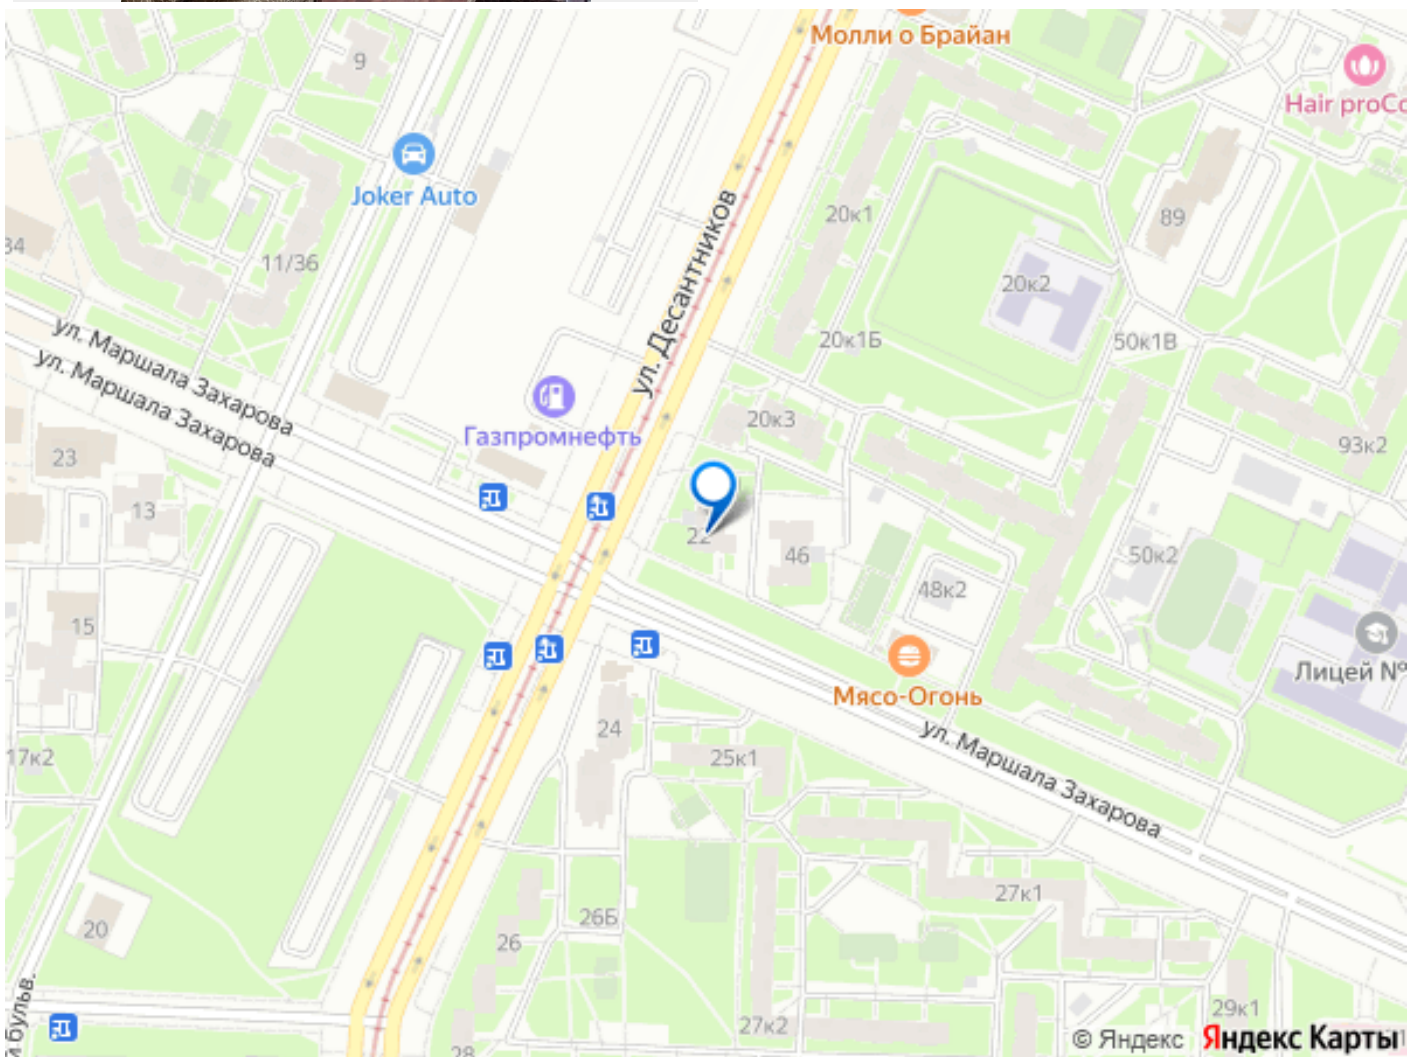 Молли о Брайан
9
Hair proCo
Joker Auto
34
11/36
ул. Десантников
20к1
89
20к2
20к1Б
50к1В
ул. Маршала Захарова
ул. Маршала Захарова
Газпромнефть
20к3
93к2
23
13
22
46
50к2
48к2
15
Лицей №
Мясо-Огонь
24
ул. Маршала Захарова
17к2
25к1
27к1
20
26Б
26
бульв.
27к2
29к1
28
© Яндекс Яндекс Карты